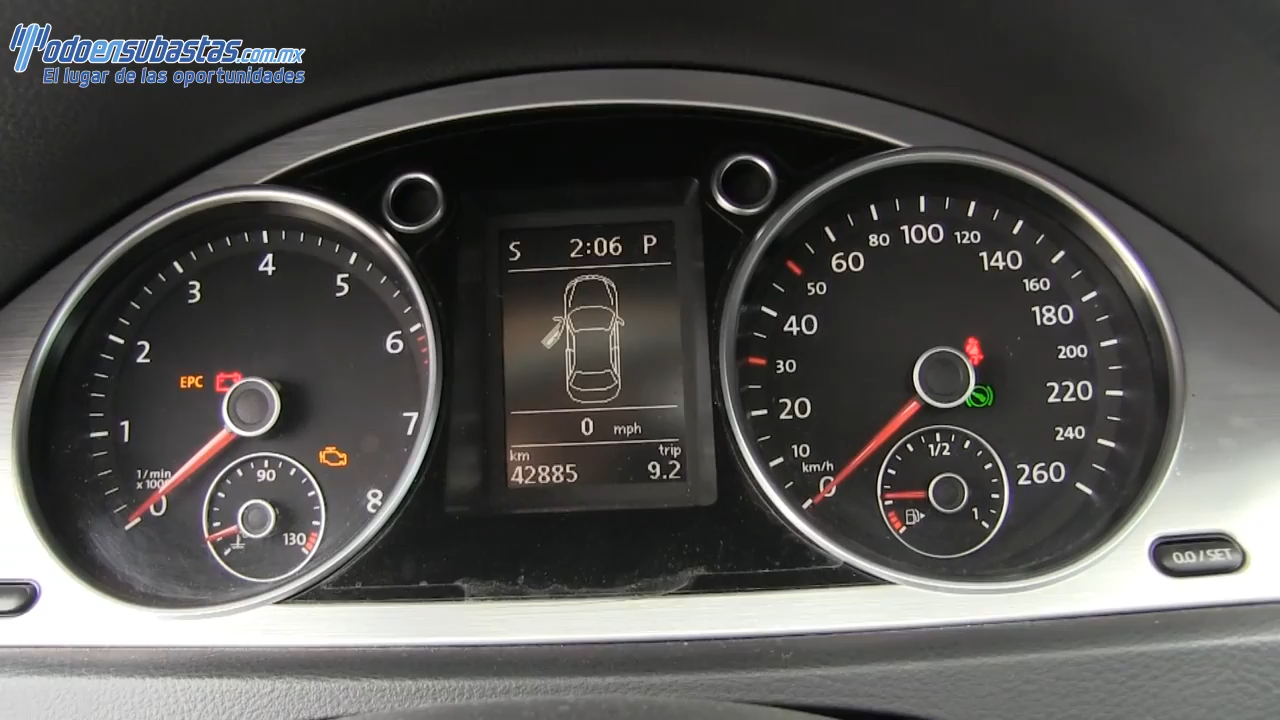 Todoensubastas.com.mx
El lugar de las oportunidades
S 2:06 P
0 mph
km trip
42885 9.2
0 1 2 3 4 5 6 7 8
1/min
x 1000
EPC
90
130
0 10 20 30 40 50 60 80 100 120 140 160 180 200 220 240 260
km/h
1/2
1
0.0 / SET